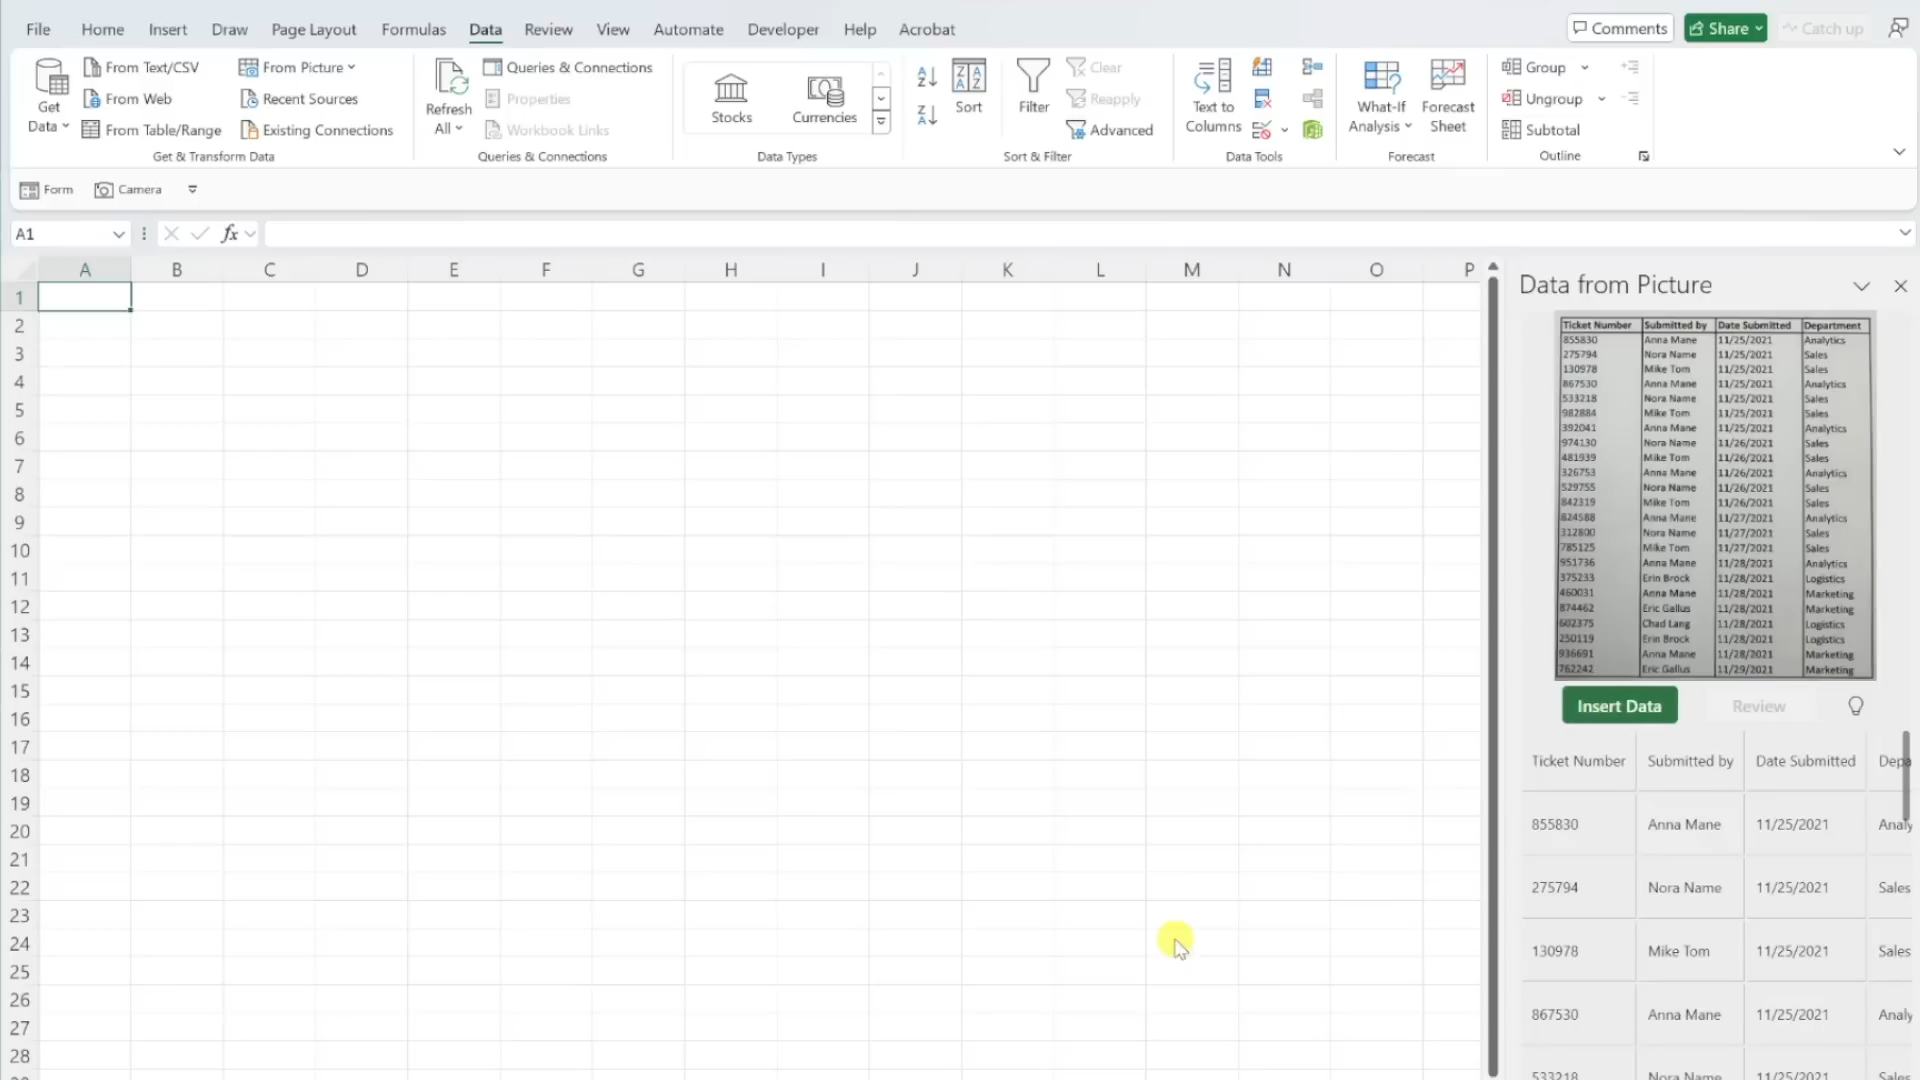 File Home Insert Draw Page Layout Formulas Data Review View Automate Developer Help Acrobat Comments Share Catch up
Get Data
From Text/CSV
From Web
From Table/Range
From Picture
Recent Sources
Existing Connections
Get & Transform Data
Refresh All
Queries & Connections
Properties
Workbook Links
Queries & Connections
Stocks
Currencies
Data Types
Sort
Filter
Clear
Reapply
Advanced
Sort & Filter
Text to Columns
Data Tools
What-If Analysis
Forecast Sheet
Forecast
Group
Ungroup
Subtotal
Outline
Form Camera
A1 fx
A B C D E F G H I J K L M N O P
1
2
3
4
5
6
7
8
9
10
11
12
13
14
15
16
17
18
19
20
21
22
23
24
25
26
27
28
Data from Picture
Ticket Number Submitted by Date Submitted Department
855830 Anna Mane 11/25/2021 Analytics
275794 Nora Name 11/25/2021 Sales
130978 Mike Tom 11/25/2021 Sales
867530 Anna Mane 11/25/2021 Analytics
533218 Nora Name 11/25/2021 Sales
982884 Mike Tom 11/25/2021 Sales
392041 Anna Mane 11/25/2021 Analytics
974130 Nora Name 11/26/2021 Sales
481939 Mike Tom 11/26/2021 Sales
326753 Anna Mane 11/26/2021 Analytics
529755 Nora Name 11/26/2021 Sales
842319 Mike Tom 11/26/2021 Sales
824588 Anna Mane 11/27/2021 Analytics
312800 Nora Name 11/27/2021 Sales
785125 Mike Tom 11/27/2021 Sales
951736 Anna Mane 11/28/2021 Analytics
375233 Erin Brock 11/28/2021 Logistics
460031 Anna Mane 11/28/2021 Marketing
874462 Eric Gallus 11/28/2021 Marketing
602375 Chad Lang 11/28/2021 Logistics
250119 Erin Brock 11/28/2021 Logistics
936691 Anna Mane 11/28/2021 Marketing
762242 Eric Gallus 11/29/2021 Marketing
Insert Data Review
Ticket Number Submitted by Date Submitted Depa
855830 Anna Mane 11/25/2021 Analy
275794 Nora Name 11/25/2021 Sales
130978 Mike Tom 11/25/2021 Sales
867530 Anna Mane 11/25/2021 Analy
533218 Nora Name 11/25/2021 Sales